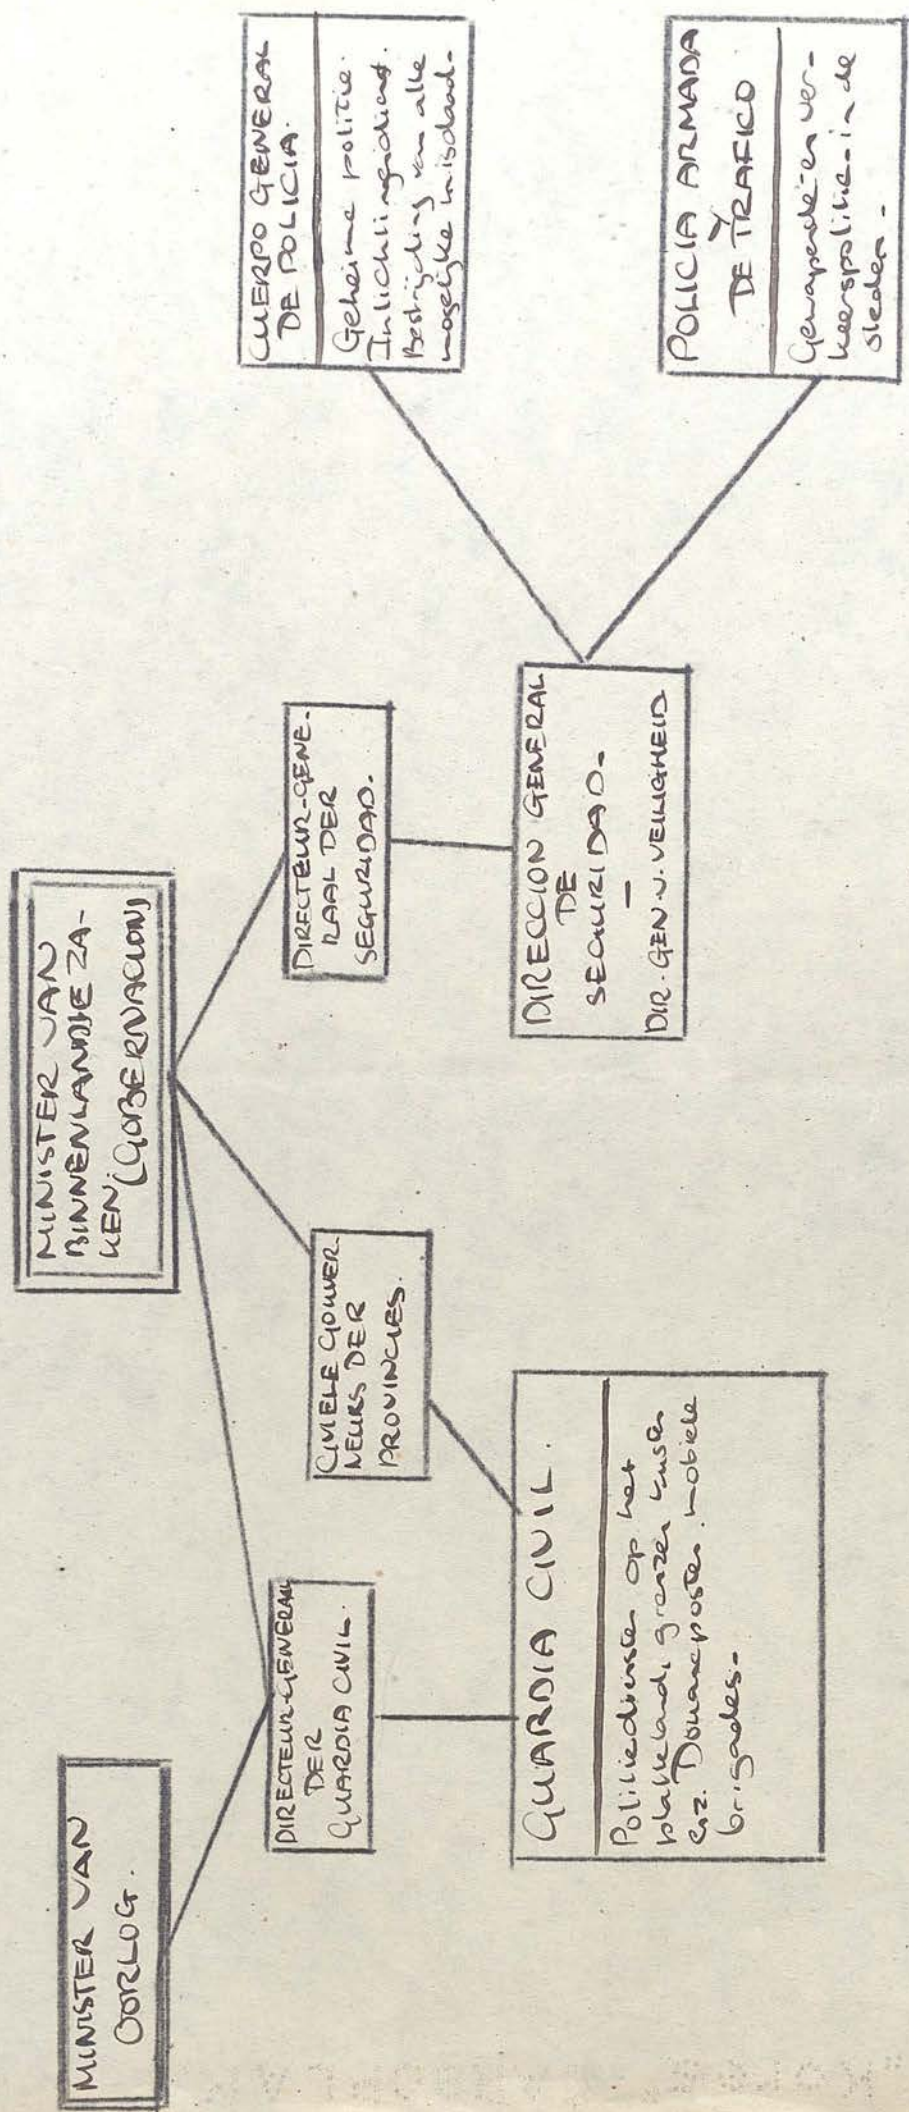 MINISTER VAN
OORLOG.
MINISTER VAN
BINNENLANDSE ZA-
KEN (GOBERNACION)
DIRECTEUR-GENERAAL
DER
GUARDIA CIVIL.
CIVIELE GOUVER-
NEURS DER
PROVINCIES.
DIRECTEUR-GENE-
RAAL DER
SEGURIDAD.
GUARDIA CIVIL.
Politiediensten op het
platteland, grenzen kusten
enz. Douaneposten. mobiele
brigades-
DIRECCION GENERAL
DE
SECURIDAD-
—
DIR. GEN. V. VEILIGHEID
CUERPO GENERAL
DE POLICIA.
Geheime politie.
Inlichtingendienst.
Bestrijding van alle
mogelijke misdaad-
POLICIA ARMADA
Y
DE TRAFICO
Gewapende- en ver-
keerspolitie- in de
steden-